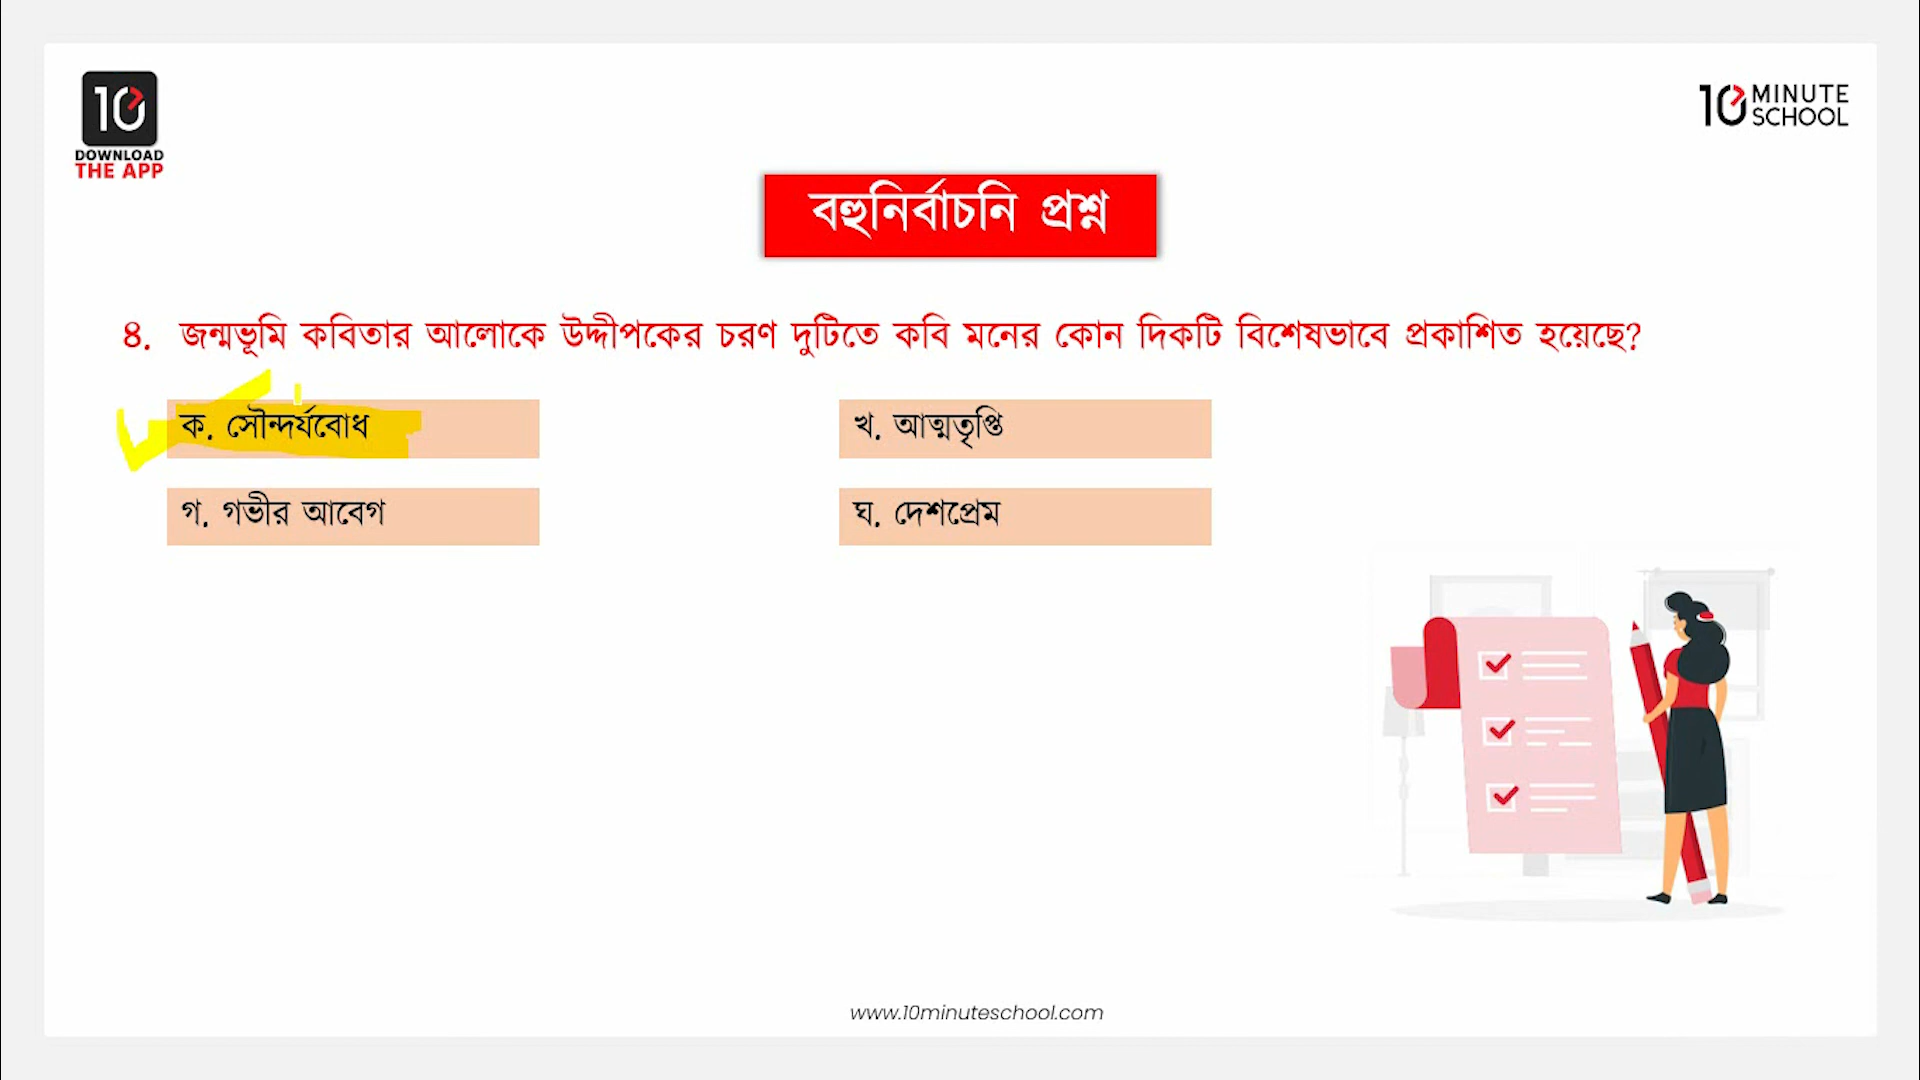 10
DOWNLOAD
THE APP
10 MINUTE
SCHOOL
বহুনির্বাচনি প্রশ্ন
৪. জন্মভূমি কবিতার আলোকে উদ্দীপকের চরণ দুটিতে কবি মনের কোন দিকটি বিশেষভাবে প্রকাশিত হয়েছে?
ক. সৌন্দর্যবোধ
খ. আত্মতৃপ্তি
গ. গভীর আবেগ
ঘ. দেশপ্রেম
www.10minuteschool.com